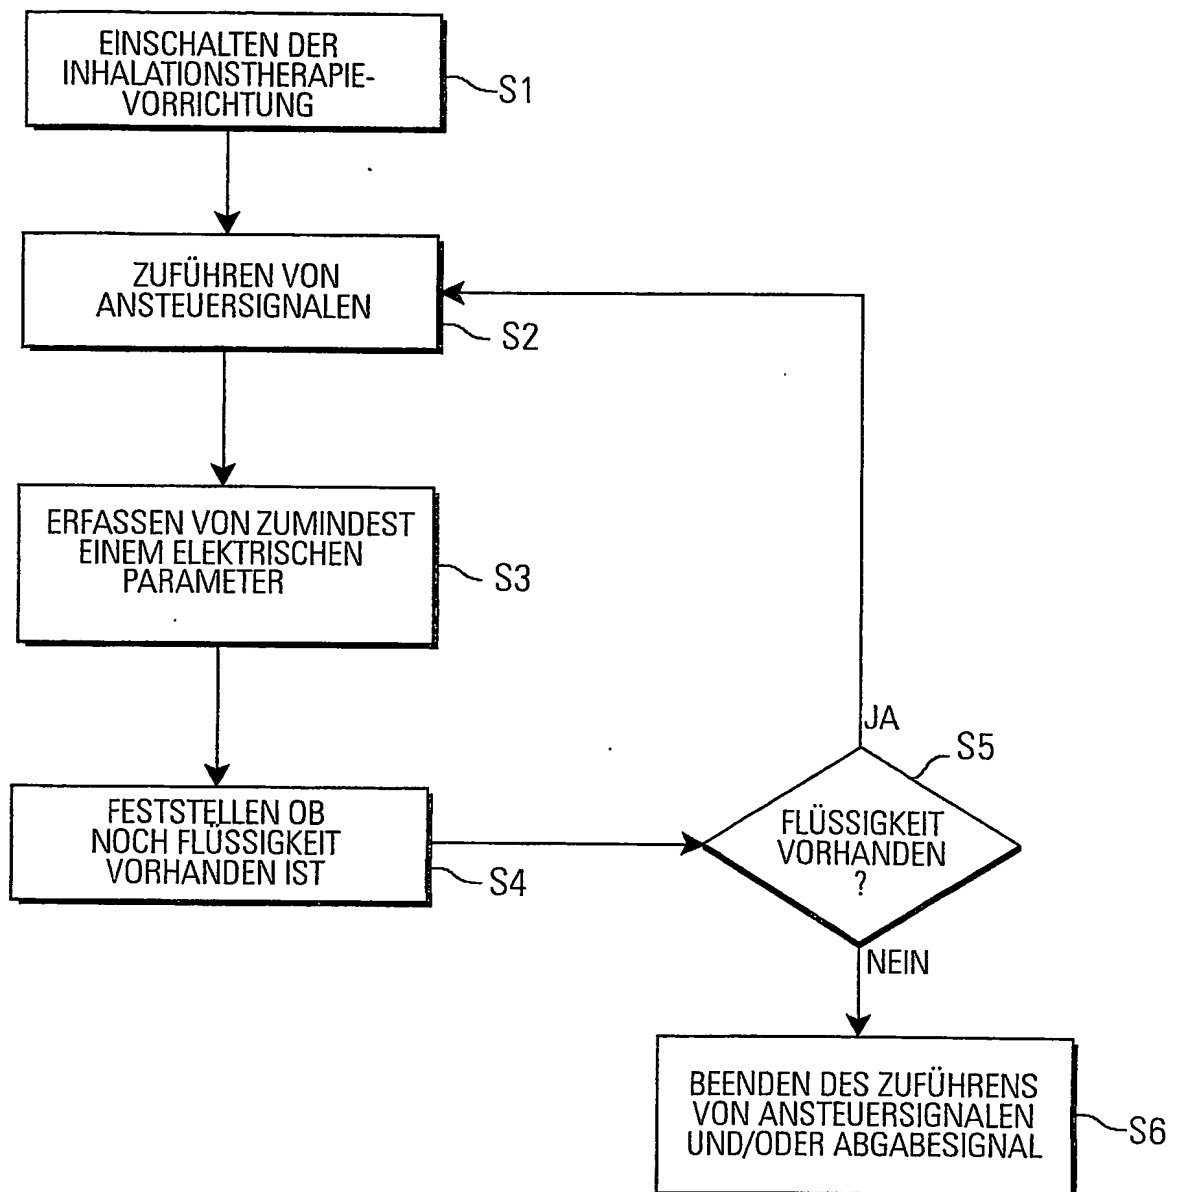 EINSCHALTEN DER
INHALATIONSTHERAPIE-
VORRICHTUNG
S1
ZUFÜHREN VON
ANSTEUERSIGNALEN
S2
ERFASSEN VON ZUMINDEST
EINEM ELEKTRISCHEN
PARAMETER
S3
FESTSTELLEN OB
NOCH FLÜSSIGKEIT
VORHANDEN IST
S4
JA
S5
FLÜSSIGKEIT
VORHANDEN
?
NEIN
BEENDEN DES ZUFÜHRENS
VON ANSTEUERSIGNALEN
UND/ODER ABGABESIGNAL
S6